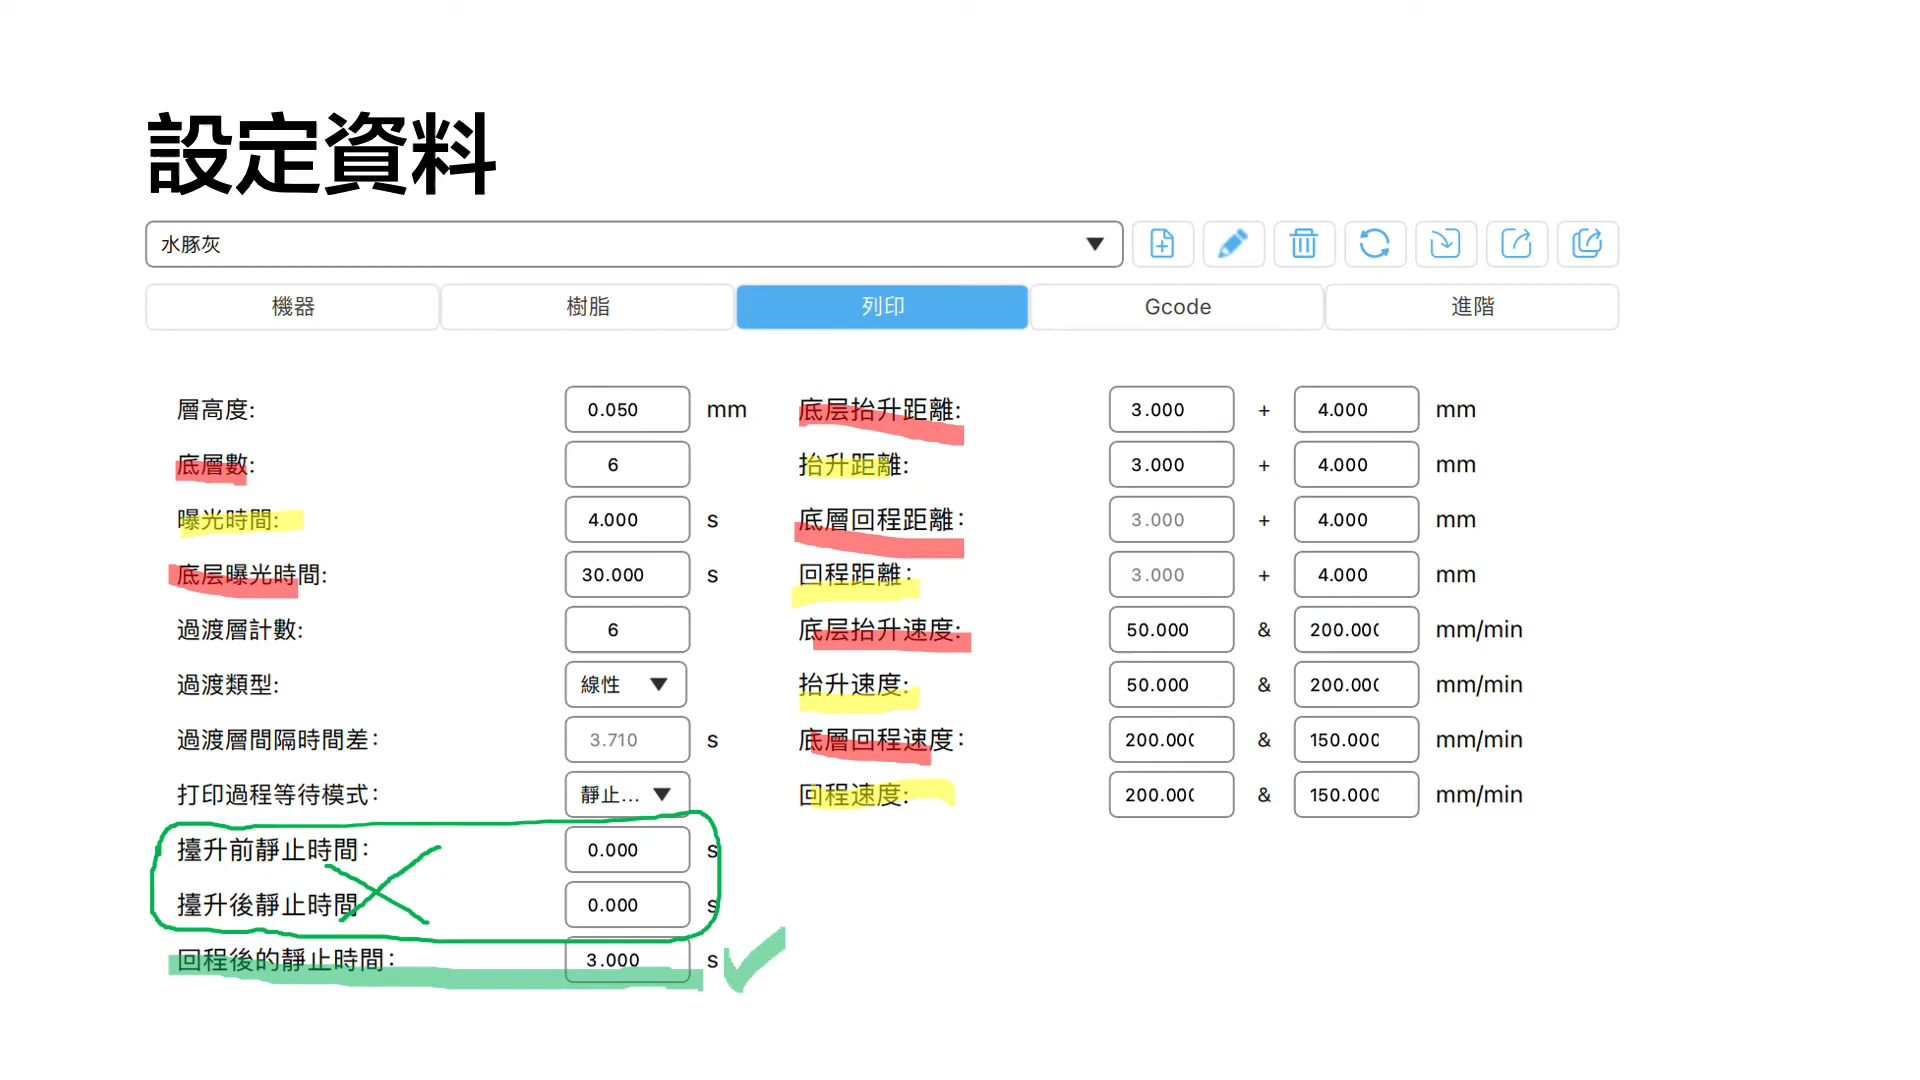 設定資料
水豚灰
機器 樹脂 列印 Gcode 進階
層高度: 0.050 mm 底层抬升距離: 3.000 + 4.000 mm
底層數: 6 抬升距離: 3.000 + 4.000 mm
曝光時間: 4.000 s 底層回程距離: 3.000 + 4.000 mm
底层曝光時間: 30.000 s 回程距離: 3.000 + 4.000 mm
過渡層計數: 6 底层抬升速度: 50.000 & 200.000 mm/min
過渡類型: 線性 抬升速度: 50.000 & 200.000 mm/min
過渡層間隔時間差: 3.710 s 底層回程速度: 200.000 & 150.000 mm/min
打印過程等待模式: 靜止... 回程速度: 200.000 & 150.000 mm/min
擡升前靜止時間: 0.000 s
擡升後靜止時間 0.000 s
回程後的靜止時間: 3.000 s